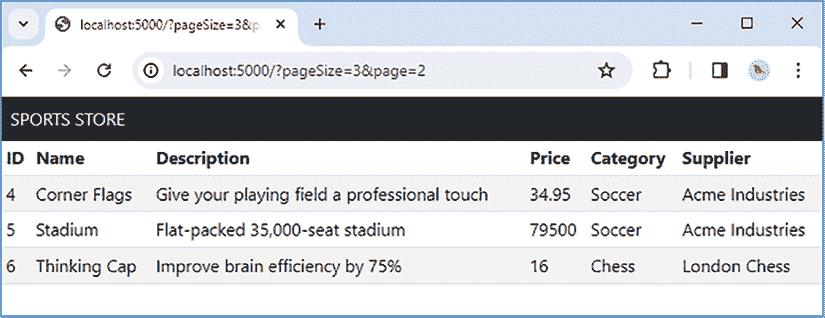 localhost:5000/?pageSize=3&p
localhost:5000/?pageSize=3&page=2
SPORTS STORE
ID Name Description Price Category Supplier
4 Corner Flags Give your playing field a professional touch 34.95 Soccer Acme Industries
5 Stadium Flat-packed 35,000-seat stadium 79500 Soccer Acme Industries
6 Thinking Cap Improve brain efficiency by 75% 16 Chess London Chess